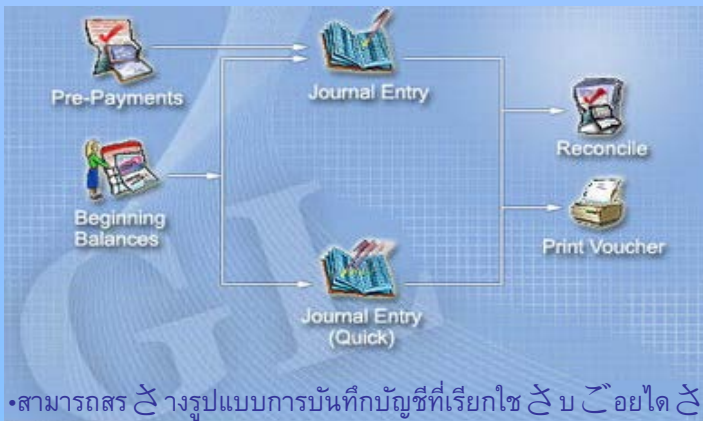 Pre-Payments
Journal Entry
Reconcile
Beginning
Balances
Print Voucher
Journal Entry
(Quick)
GL
•สามารถสร ้ างรูปแบบการบันทึกบัญชีที่เรียกใช ้ บ ่ อยได ้